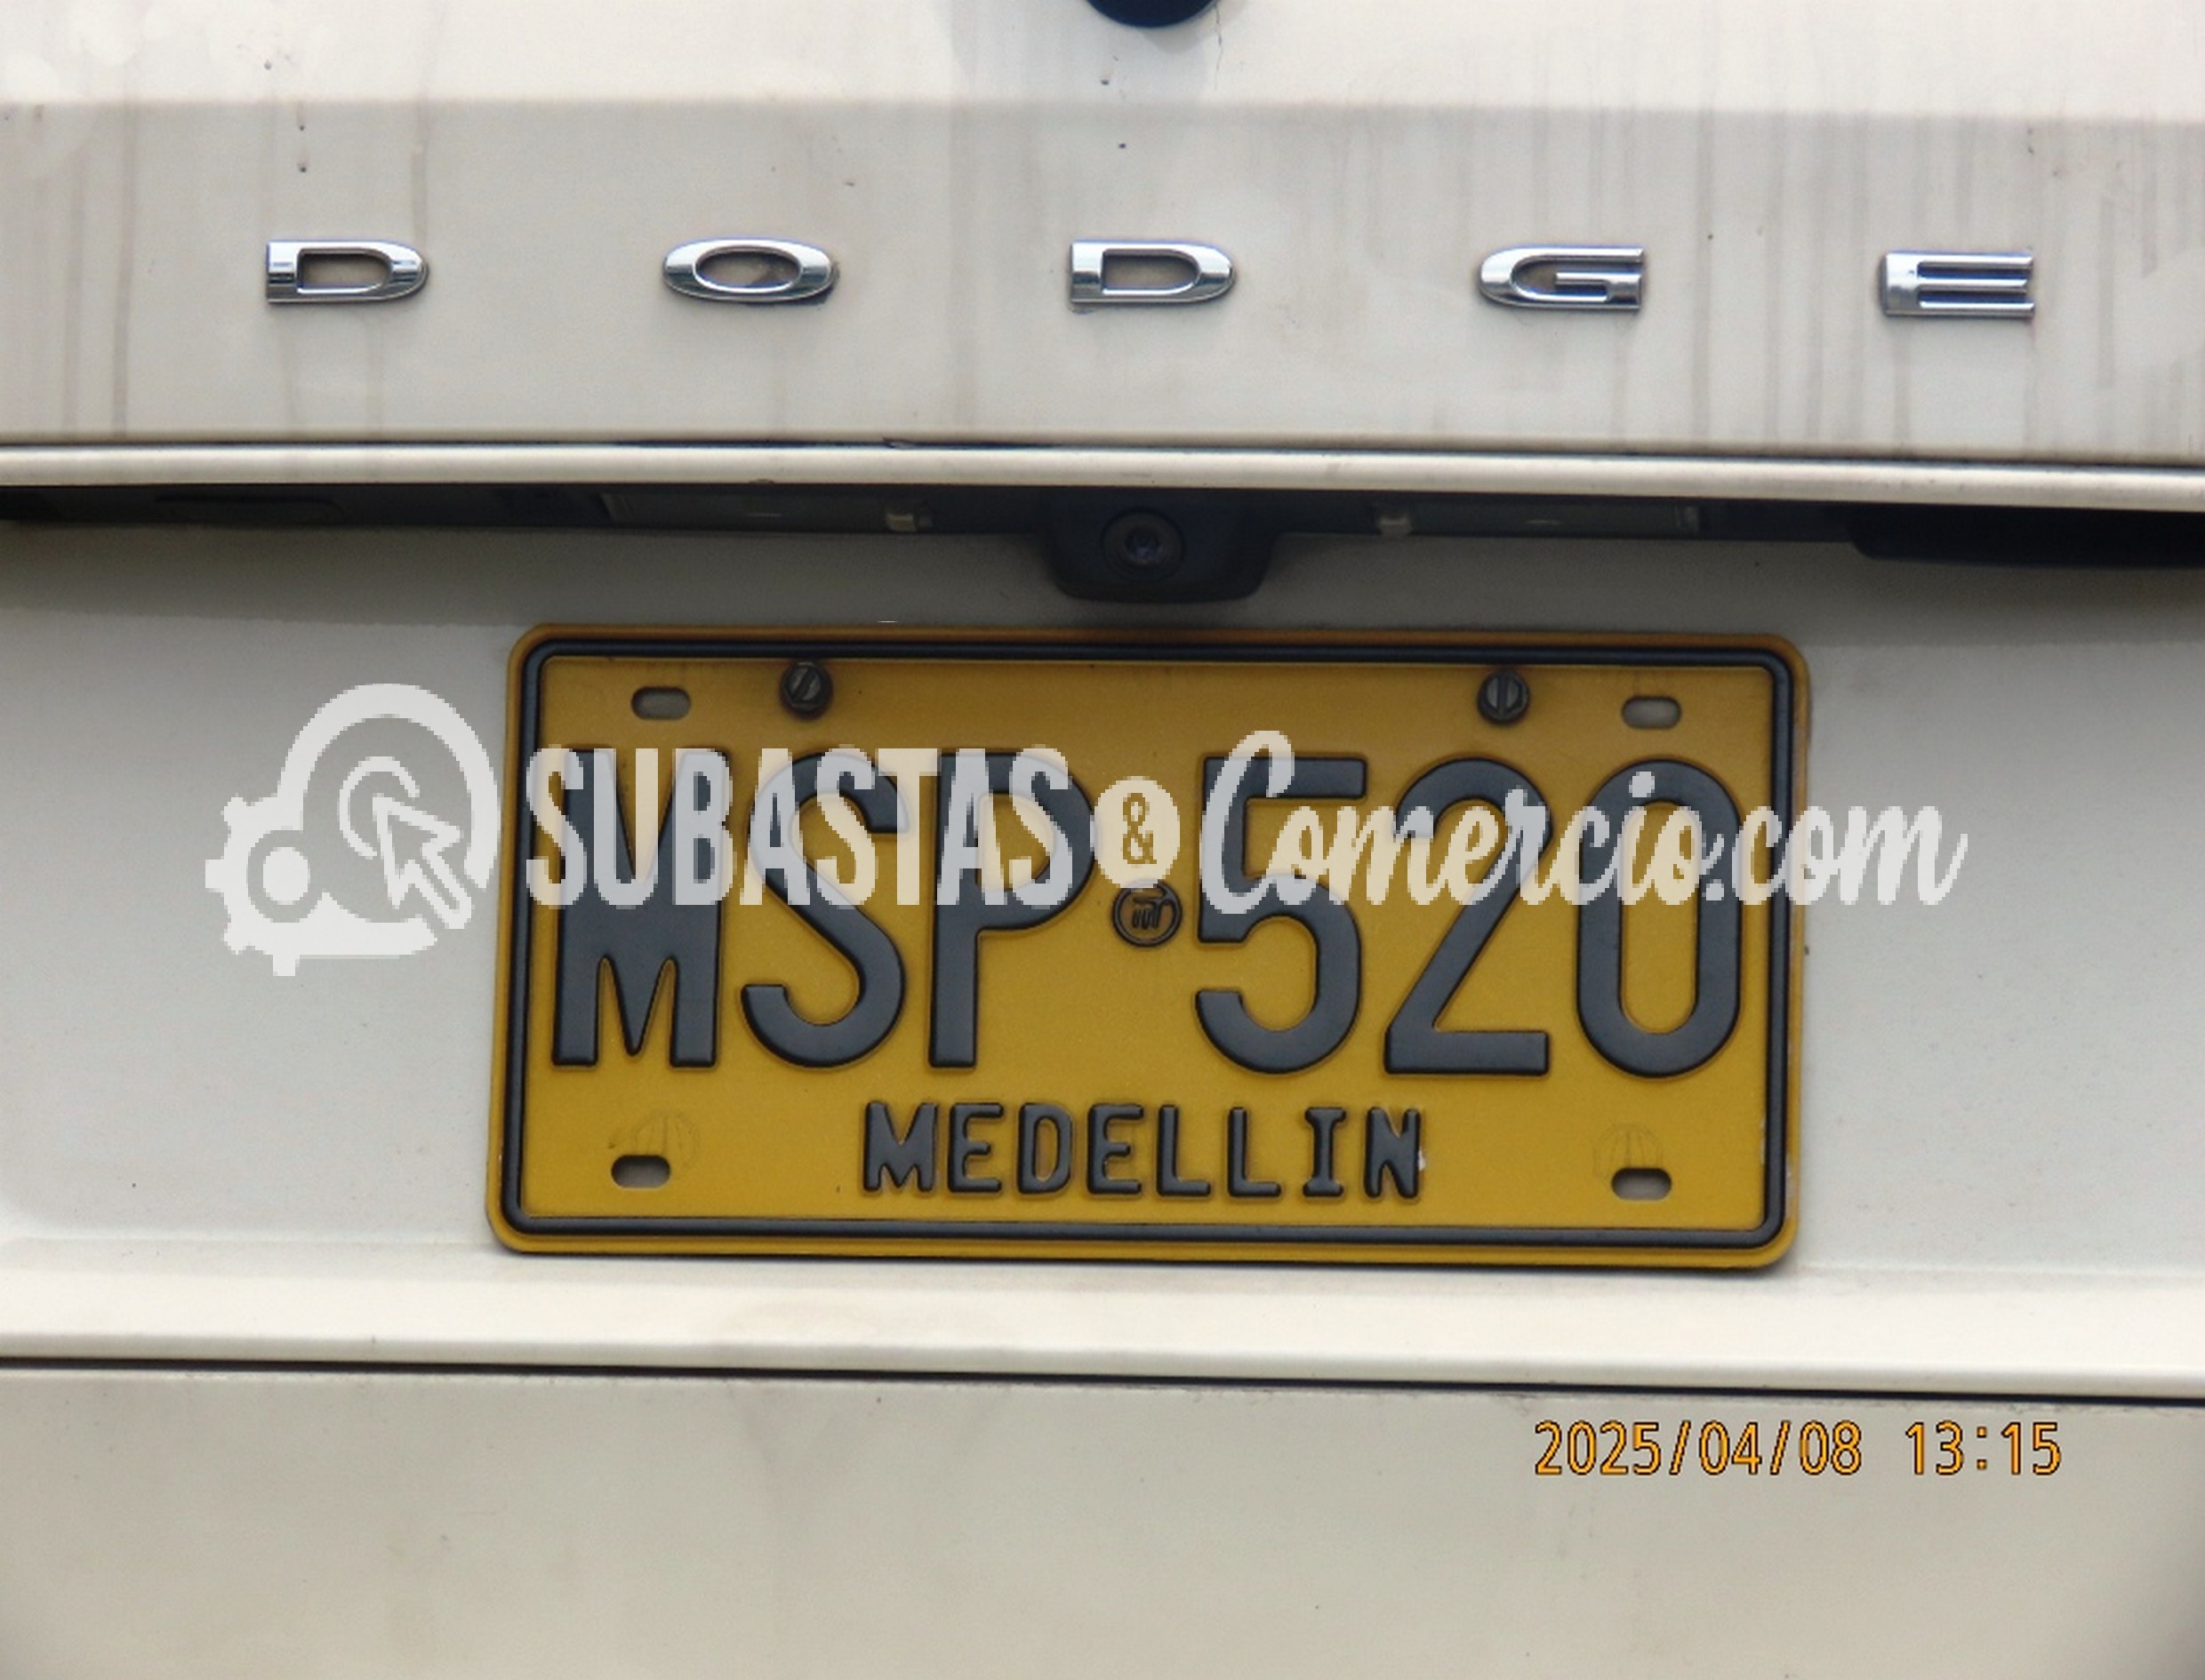 DODGE
SUBASTAS & Comercio.com
MSP 520
MEDELLIN
2025/04/08 13:15